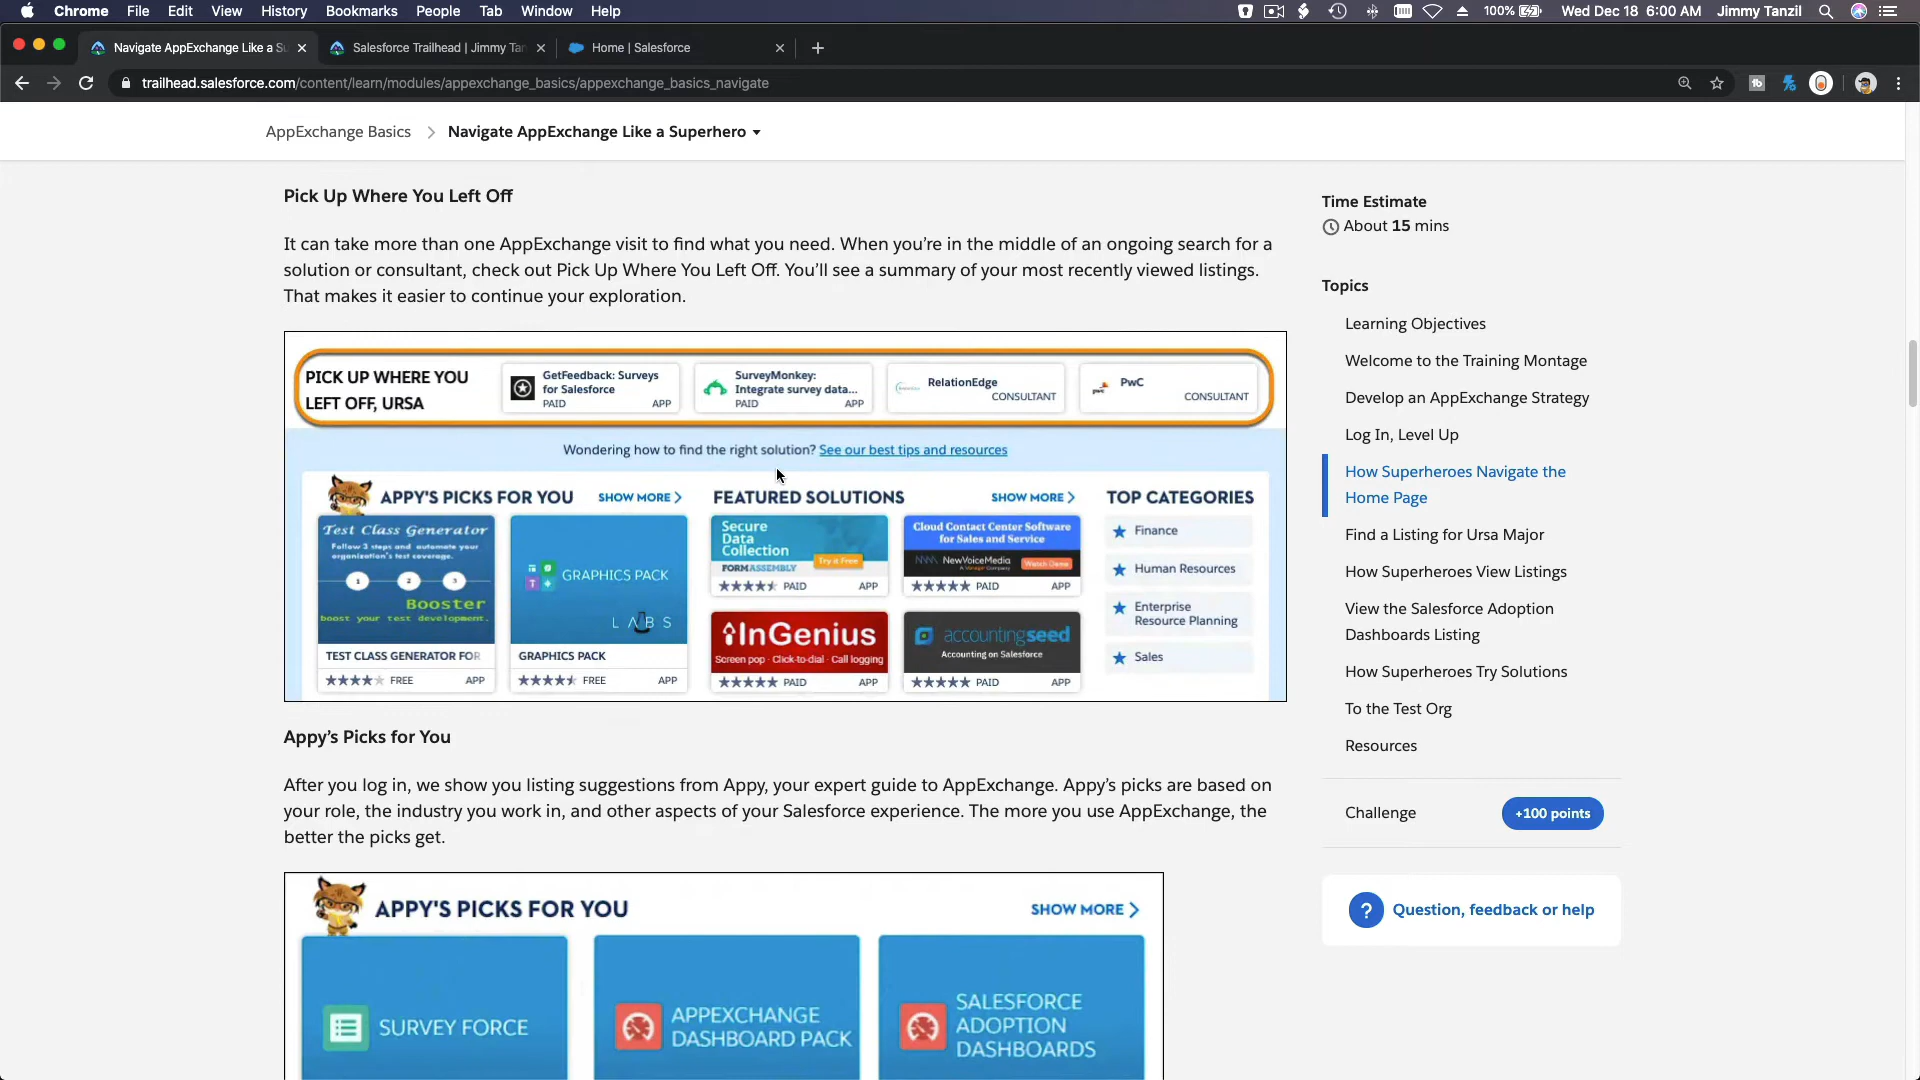 Chrome File Edit View History Bookmarks People Tab Window Help
100% Wed Dec 18 6:00 AM Jimmy Tanzil
Navigate AppExchange Like a Su
Salesforce Trailhead | Jimmy Tan
Home | Salesforce
trailhead.salesforce.com/content/learn/modules/appexchange_basics/appexchange_basics_navigate
AppExchange Basics
Navigate AppExchange Like a Superhero
Pick Up Where You Left Off
It can take more than one AppExchange visit to find what you need. When you're in the middle of an ongoing search for a
solution or consultant, check out Pick Up Where You Left Off. You'll see a summary of your most recently viewed listings.
That makes it easier to continue your exploration.
PICK UP WHERE YOU
LEFT OFF, URSA
GetFeedback: Surveys
for Salesforce
PAID APP
SurveyMonkey:
Integrate survey data...
PAID APP
RelationEdge
CONSULTANT
pwc
PwC
CONSULTANT
Wondering how to find the right solution? See our best tips and resources
APPY'S PICKS FOR YOU
SHOW MORE
Test Class Generator
Follow 3 steps and automate your
organization's test coverage.
1 2 3
Booster
boost your test development.
TEST CLASS GENERATOR FOR
FREE APP
GRAPHICS PACK
LABS
GRAPHICS PACK
FREE APP
FEATURED SOLUTIONS
SHOW MORE
Secure
Data
Collection
Try it Free
FORMASSEMBLY
PAID APP
Cloud Contact Center Software
for Sales and Service
NewVoiceMedia
Watch Demo
PAID APP
InGenius
Screen pop · Click-to-dial · Call logging
PAID APP
accountingseed
Accounting on Salesforce
PAID APP
TOP CATEGORIES
Finance
Human Resources
Enterprise
Resource Planning
Sales
Appy's Picks for You
After you log in, we show you listing suggestions from Appy, your expert guide to AppExchange. Appy's picks are based on
your role, the industry you work in, and other aspects of your Salesforce experience. The more you use AppExchange, the
better the picks get.
APPY'S PICKS FOR YOU
SHOW MORE
SURVEY FORCE
APPEXCHANGE
DASHBOARD PACK
SALESFORCE
ADOPTION
DASHBOARDS
Time Estimate
About 15 mins
Topics
Learning Objectives
Welcome to the Training Montage
Develop an AppExchange Strategy
Log In, Level Up
How Superheroes Navigate the
Home Page
Find a Listing for Ursa Major
How Superheroes View Listings
View the Salesforce Adoption
Dashboards Listing
How Superheroes Try Solutions
To the Test Org
Resources
Challenge
+100 points
? Question, feedback or help